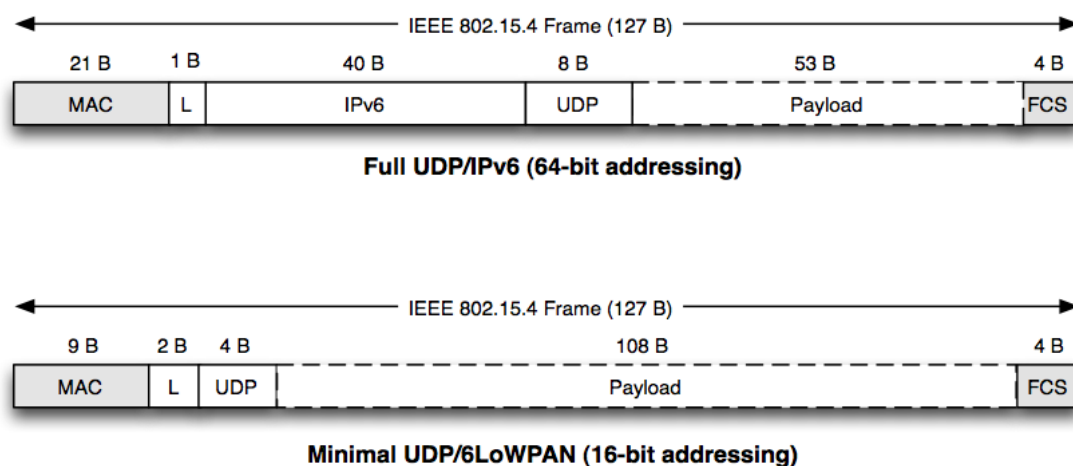 IEEE 802.15.4 Frame (127 B)
21 B 1 B 40 B 8 B 53 B 4 B
MAC L IPv6 UDP Payload FCS
Full UDP/IPv6 (64-bit addressing)
IEEE 802.15.4 Frame (127 B)
9 B 2 B 4 B 108 B 4 B
MAC L UDP Payload FCS
Minimal UDP/6LoWPAN (16-bit addressing)